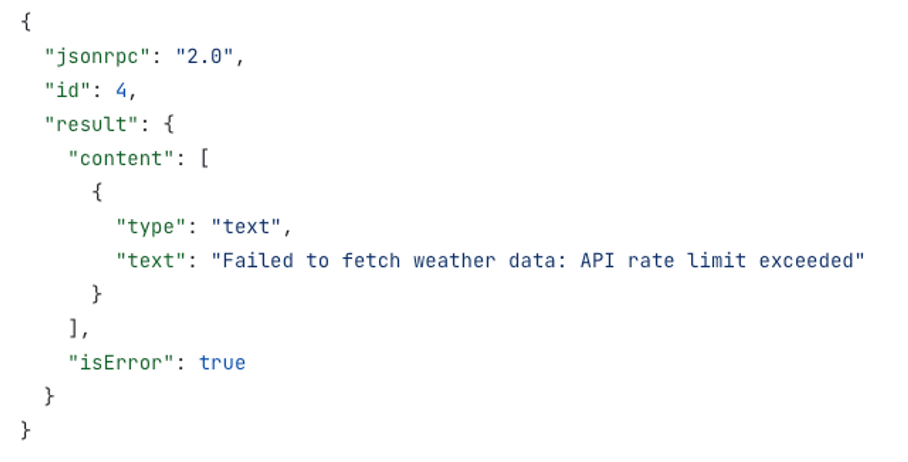 {
  "jsonrpc": "2.0",
  "id": 4,
  "result": {
    "content": [
      {
        "type": "text",
        "text": "Failed to fetch weather data: API rate limit exceeded"
      }
    ],
    "isError": true
  }
}